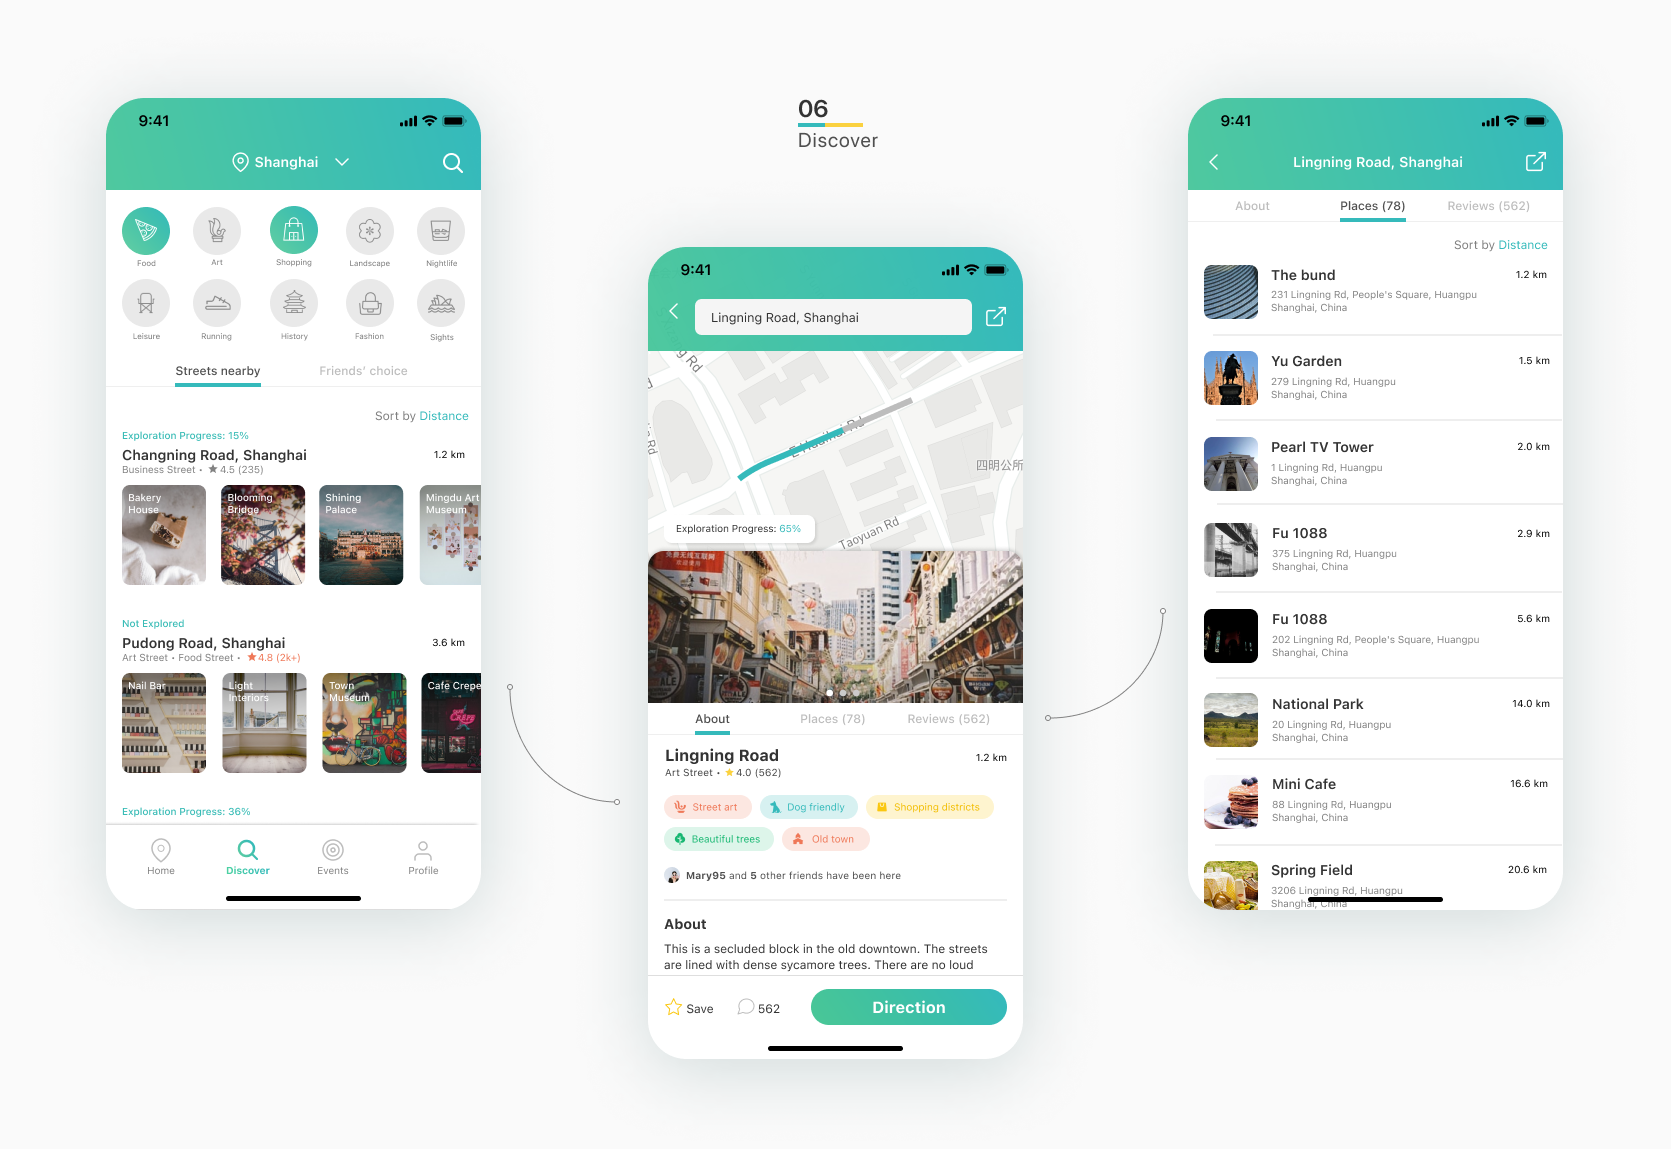 06
Discover
9:41
Shanghai
Food
Art
Shopping
Landscape
Nightlife
Leisure
Running
History
Fashion
Sights
Streets nearby
Friends' choice
Sort by Distance
Exploration Progress: 15%
Changning Road, Shanghai
1.2 km
Business Street • ★ 4.5 (235)
Bakery
House
Blooming
Bridge
Shining
Palace
Mingdu Art
Museum
Not Explored
Pudong Road, Shanghai
3.6 km
Art Street • Food Street • ★ 4.8 (2k+)
Nail Bar
Light
Interiors
Town
Museum
Cafe Crepe
CREPE
Exploration Progress: 36%
Home
Discover
Events
Profile
9:41
Lingning Road, Shanghai
E Huaihai Rd
四明公所
Taoyuan Rd
Exploration Progress: 65%
免费无线互联网
欢迎使用
About
Places (78)
Reviews (562)
Lingning Road
1.2 km
Art Street • ★ 4.0 (562)
Street art
Dog friendly
Shopping districts
Beautiful trees
Old town
Mary95 and 5 other friends have been here
About
This is a secluded block in the old downtown. The streets
are lined with dense sycamore trees. There are no loud
Save
562
Direction
9:41
Lingning Road, Shanghai
About
Places (78)
Reviews (562)
Sort by Distance
The bund
1.2 km
231 Lingning Rd, People's Square, Huangpu
Shanghai, China
Yu Garden
1.5 km
279 Lingning Rd, Huangpu
Shanghai, China
Pearl TV Tower
2.0 km
1 Lingning Rd, Huangpu
Shanghai, China
Fu 1088
2.9 km
375 Lingning Rd, Huangpu
Shanghai, China
Fu 1088
5.6 km
202 Lingning Rd, People's Square, Huangpu
Shanghai, China
National Park
14.0 km
20 Lingning Rd, Huangpu
Shanghai, China
Mini Cafe
16.6 km
88 Lingning Rd, Huangpu
Shanghai, China
Spring Field
20.6 km
3206 Lingning Rd, Huangpu
Shanghai, China